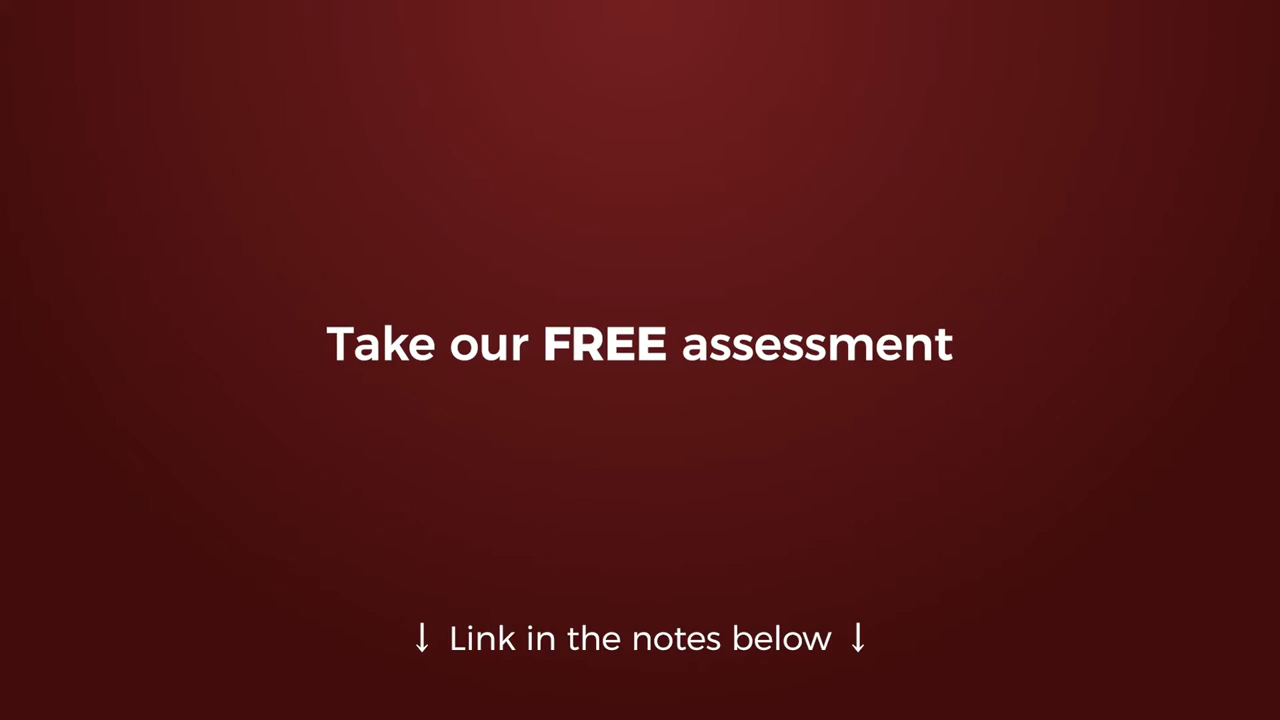 Take our FREE assessment
↓ Link in the notes below ↓